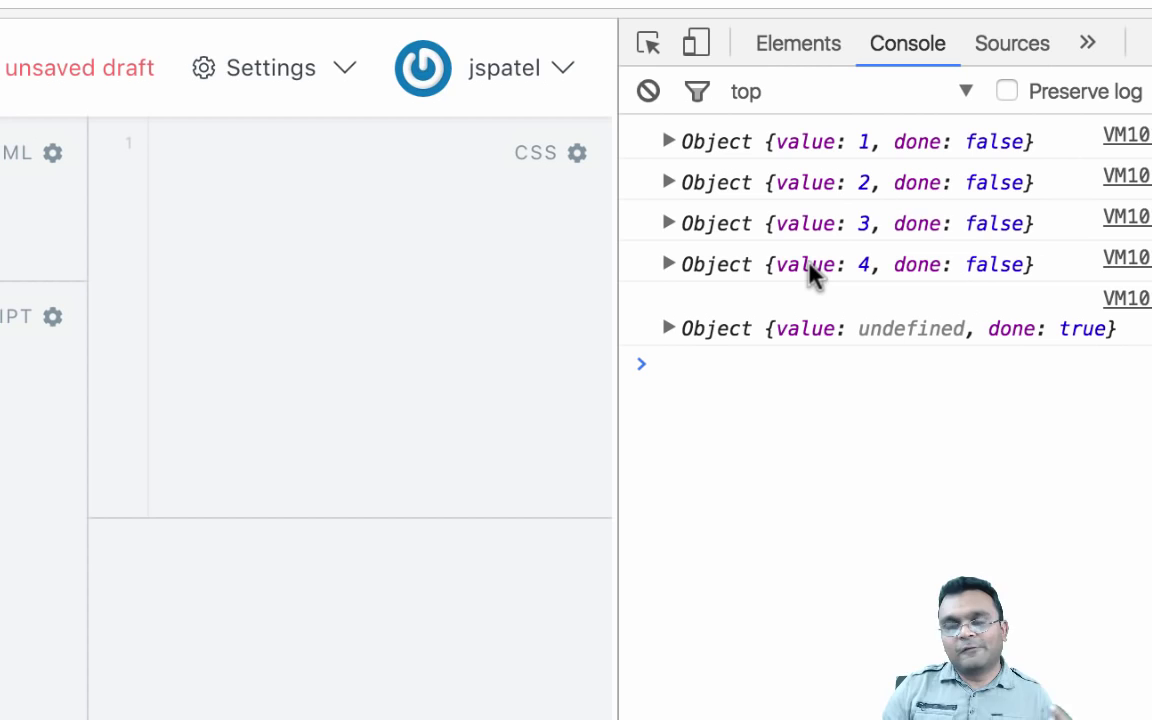 unsaved draft
Settings
jspatel
ML
1
CSS
IPT
Elements Console Sources »
top
Preserve log
Object {value: 1, done: false} VM10
Object {value: 2, done: false} VM10
Object {value: 3, done: false} VM10
Object {value: 4, done: false} VM10
VM10
Object {value: undefined, done: true}